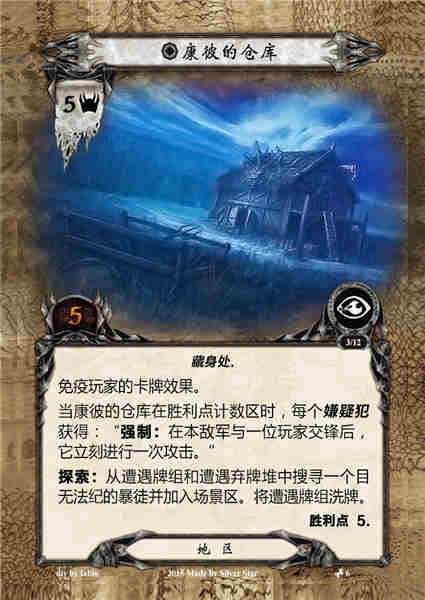 康彼的仓库
5
5
3/12
藏身处.
免疫玩家的卡牌效果。
当康彼的仓库在胜利点计数区时，每个嫌疑犯
获得：“强制：在本敌军与一位玩家交锋后，
它立刻进行一次攻击。”
探索：从遭遇牌组和遭遇弃牌堆中搜寻一个目
无法纪的暴徒并加入场景区。将遭遇牌组洗牌。
胜利点 5.
地 区
diy by fabio
2015 Made by Silver Star
6